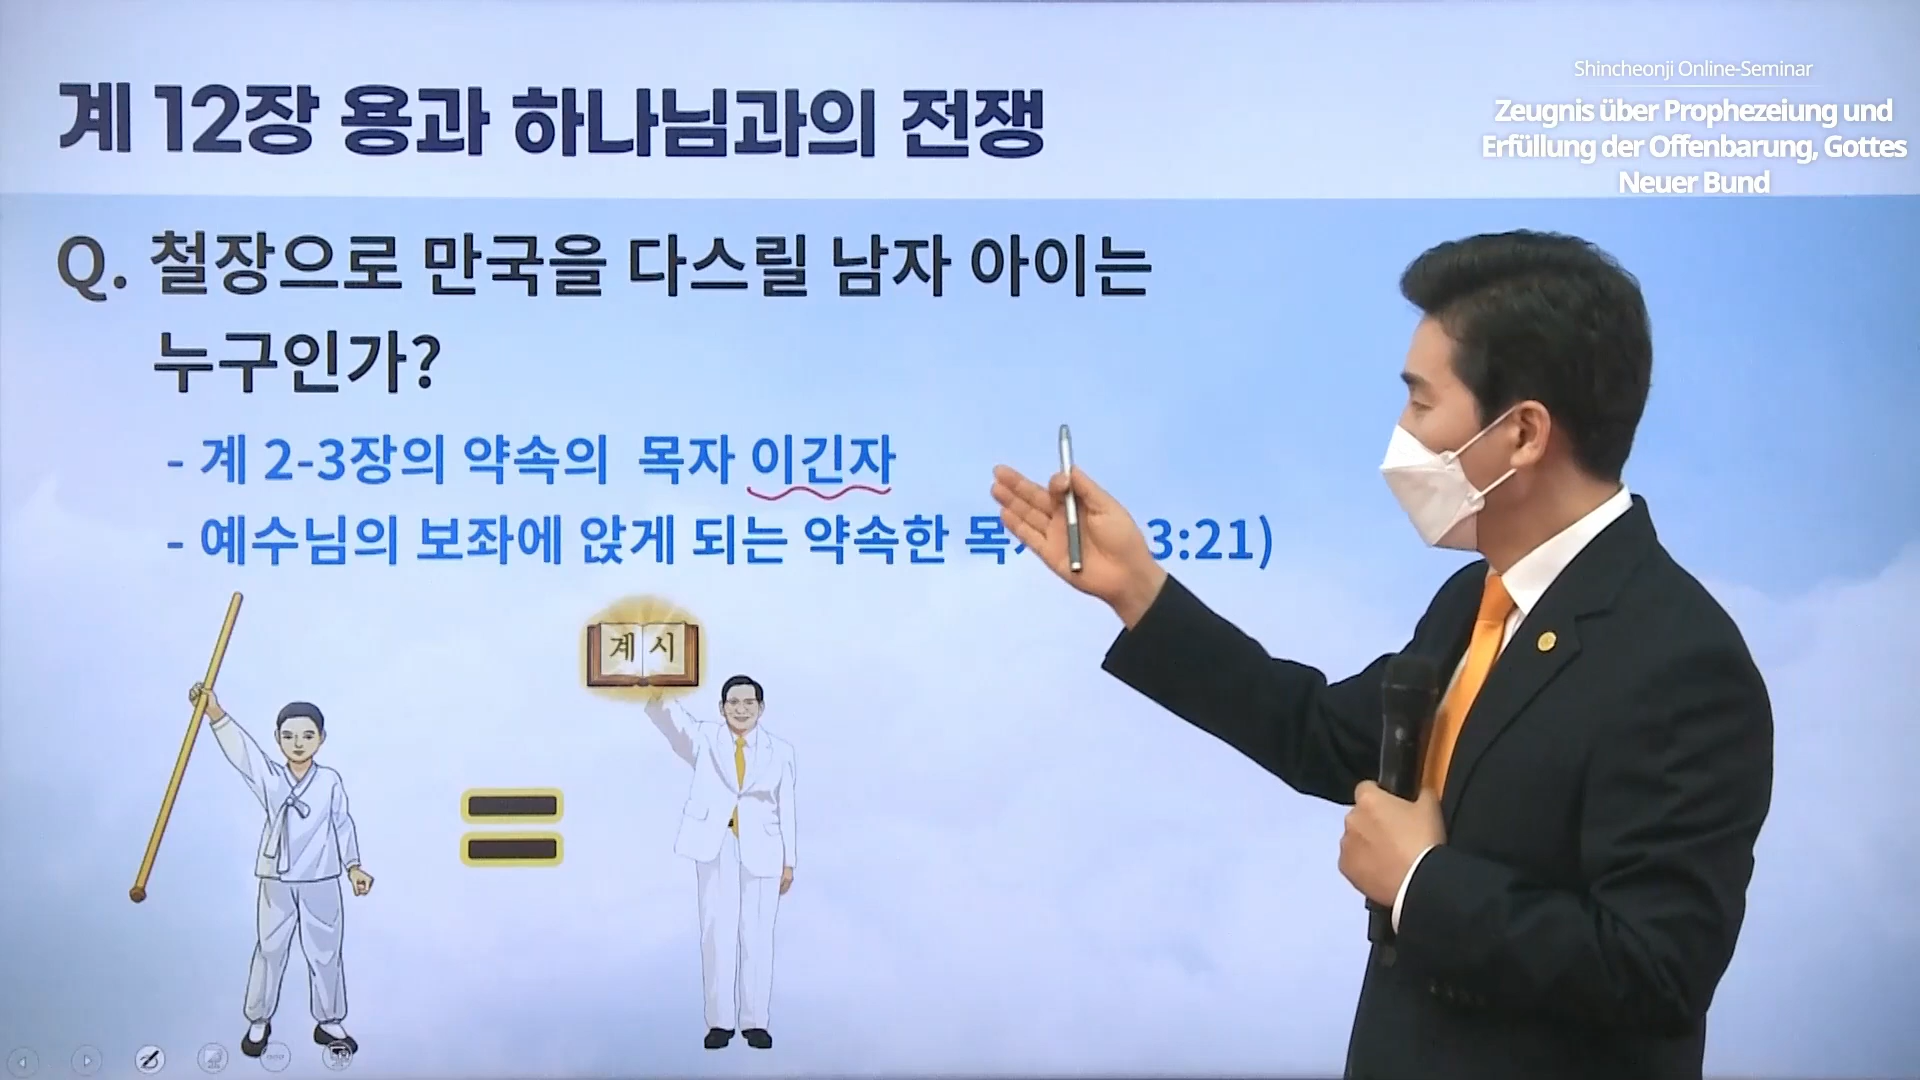 계 12장 용과 하나님과의 전쟁
Shincheonji Online-Seminar
Zeugnis über Prophezeiung und
Erfüllung der Offenbarung, Gottes
Neuer Bund
Q. 철장으로 만국을 다스릴 남자 아이는
누구인가?
- 계 2-3장의 약속의 목자 이긴자
- 예수님의 보좌에 앉게 되는 약속한 3:21)
계 시